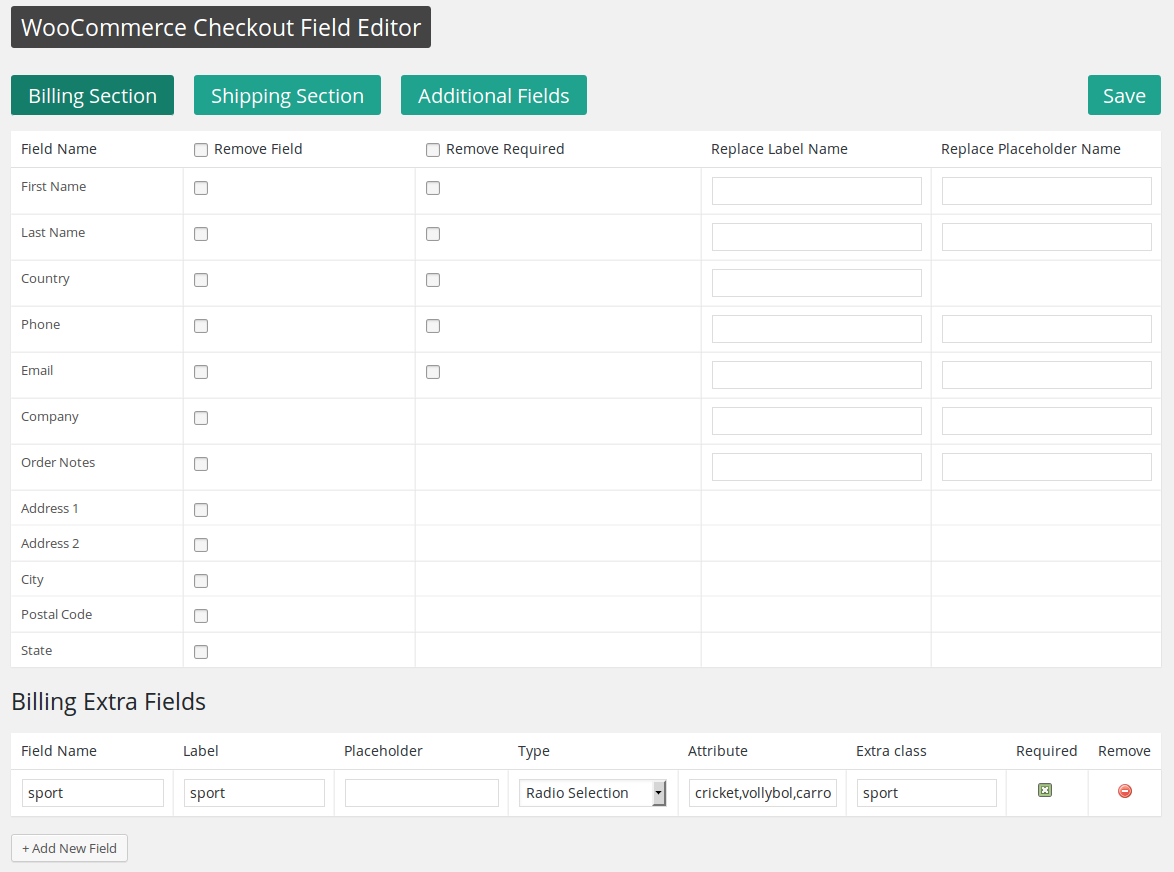 WooCommerce Checkout Field Editor
Billing Section Shipping Section Additional Fields Save
Field Name Remove Field Remove Required Replace Label Name Replace Placeholder Name
First Name
Last Name
Country
Phone
Email
Company
Order Notes
Address 1
Address 2
City
Postal Code
State
Billing Extra Fields
Field Name Label Placeholder Type Attribute Extra class Required Remove
sport sport Radio Selection cricket,vollybol,carro sport
+ Add New Field